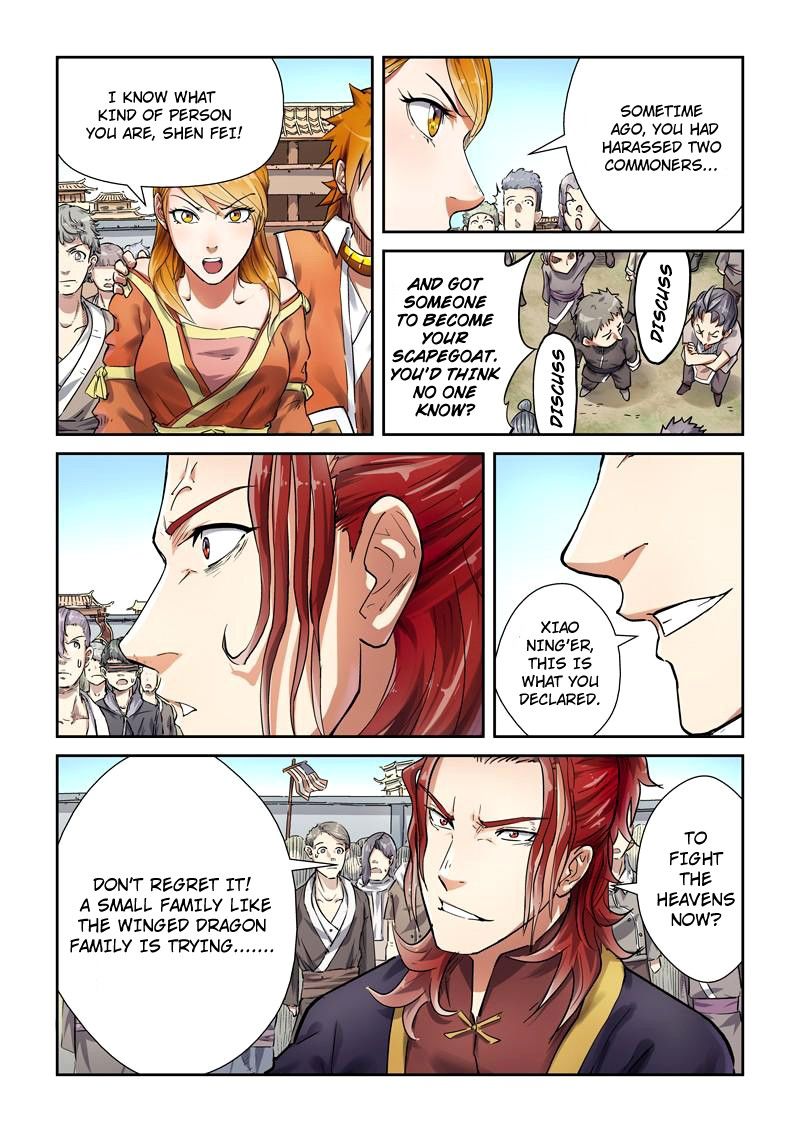 I KNOW WHAT
KIND OF PERSON
YOU ARE, SHEN FEI!
SOMETIME
AGO, YOU HAD
HARASSED TWO
COMMONERS...
AND GOT
SOMEONE
TO BECOME
YOUR
SCAPEGOAT.
YOU'D THINK
NO ONE
KNOW?
DISCUSS
DISCUSS
XIAO
NING'ER,
THIS IS
WHAT YOU
DECLARED.
DON'T REGRET IT!
A SMALL FAMILY LIKE
THE WINGED DRAGON
FAMILY IS TRYING.......
TO
FIGHT
THE
HEAVENS
NOW?